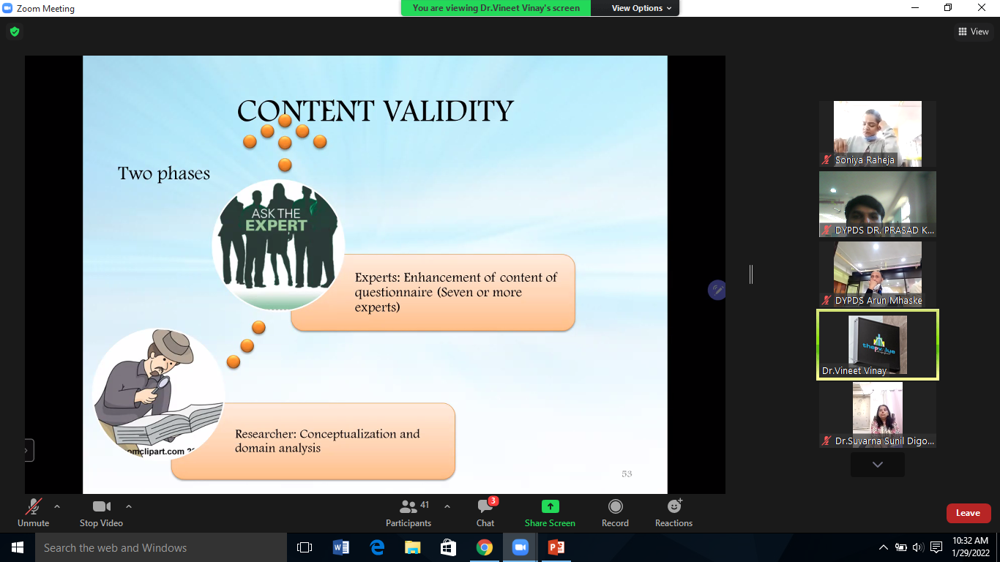 Zoom Meeting
You are viewing Dr.Vineet Vinay's screen
View Options
View
CONTENT VALIDITY
Two phases
ASK THE
EXPERT
Experts: Enhancement of content of
questionnaire (Seven or more
experts)
Researcher: Conceptualization and
domain analysis
53
Soniya Raheja
DYPDS DR. PRASAD K...
DYPDS Arun Mhaske
Dr.Vineet Vinay
Dr.Suvarna Sunil Digo...
Unmute
Stop Video
41
Participants
3
Chat
Share Screen
Record
Reactions
Leave
Search the web and Windows
10:32 AM
1/29/2022